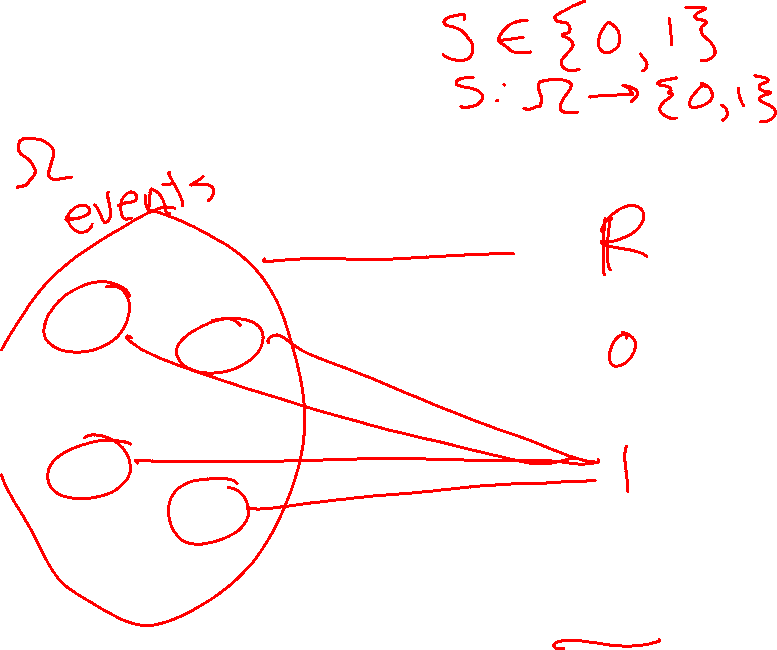 S ∈ {0, 1}
S: Ω → {0, 1}
Ω
events
ℝ
0
1